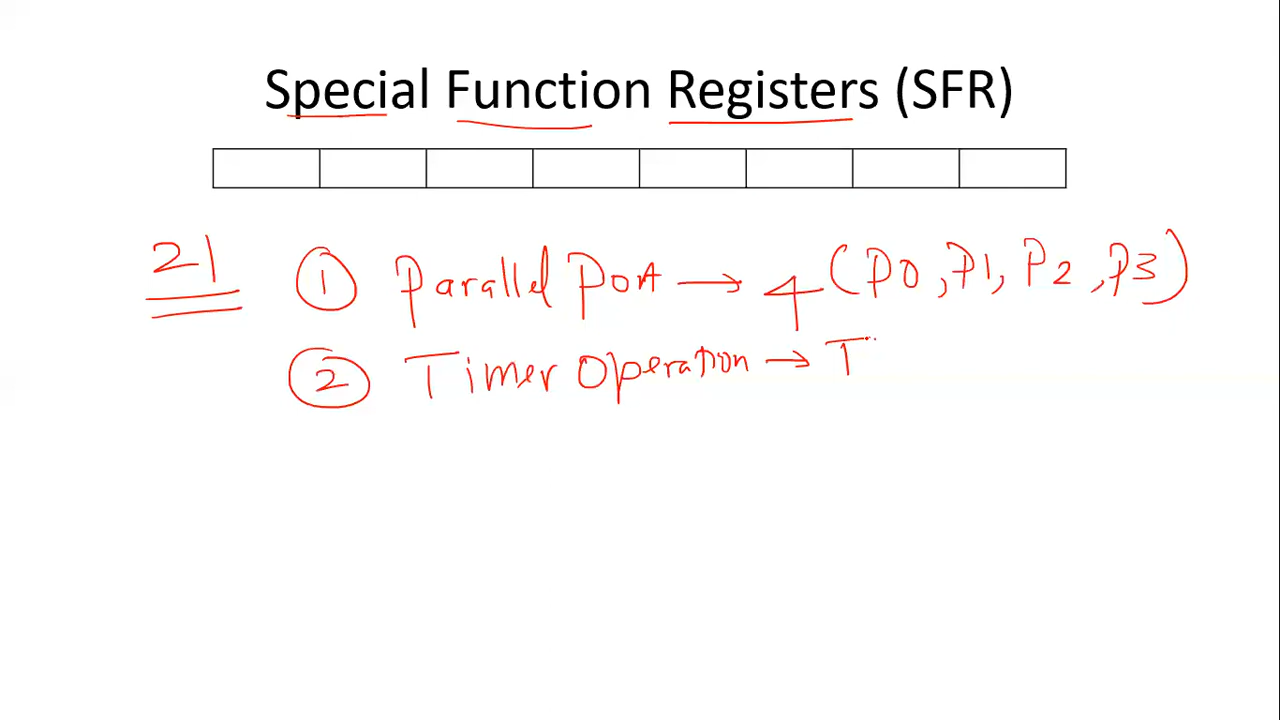 Special Function Registers (SFR)
21 ① Parallel Port → 4 (P0, P1, P2, P3)
② Timer Operation → T